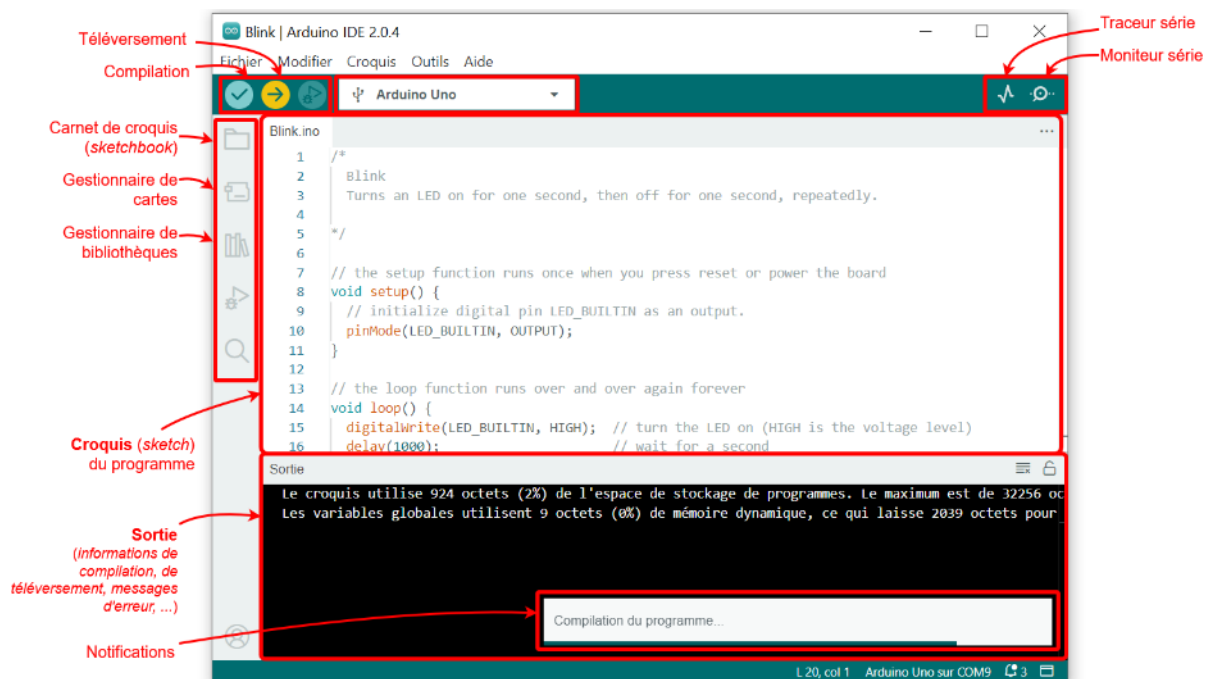 Blink | Arduino IDE 2.0.4
Fichier Modifier Croquis Outils Aide
Arduino Uno
Téléversement
Compilation
Traceur série
Moniteur série
Carnet de croquis
(sketchbook)
Gestionnaire de
cartes
Gestionnaire de
bibliothèques
Croquis (sketch)
du programme
Sortie
(informations de
compilation, de
téléversement, messages
d'erreur, ...)
Notifications
Blink.ino
1 /*
2 Blink
3 Turns an LED on for one second, then off for one second, repeatedly.
4
5 */
6
7 // the setup function runs once when you press reset or power the board
8 void setup() {
9 // initialize digital pin LED_BUILTIN as an output.
10 pinMode(LED_BUILTIN, OUTPUT);
11 }
12
13 // the loop function runs over and over again forever
14 void loop() {
15 digitalWrite(LED_BUILTIN, HIGH); // turn the LED on (HIGH is the voltage level)
16 delay(1000); // wait for a second
Sortie
Le croquis utilise 924 octets (2%) de l'espace de stockage de programmes. Le maximum est de 32256 oc
Les variables globales utilisent 9 octets (0%) de mémoire dynamique, ce qui laisse 2039 octets pour
Compilation du programme...
L 20, col 1 Arduino Uno sur COM9 3